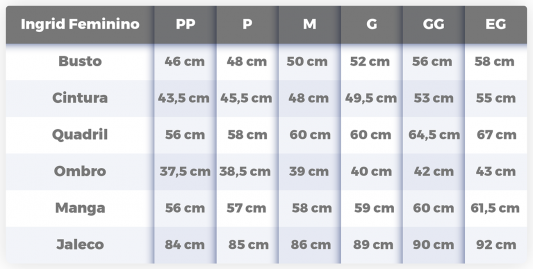 Ingrid Feminino PP P M G GG EG
Busto 46 cm 48 cm 50 cm 52 cm 56 cm 58 cm
Cintura 43,5 cm 45,5 cm 48 cm 49,5 cm 53 cm 55 cm
Quadril 56 cm 58 cm 60 cm 60 cm 64,5 cm 67 cm
Ombro 37,5 cm 38,5 cm 39 cm 40 cm 42 cm 43 cm
Manga 56 cm 57 cm 58 cm 59 cm 60 cm 61,5 cm
Jaleco 84 cm 85 cm 86 cm 89 cm 90 cm 92 cm